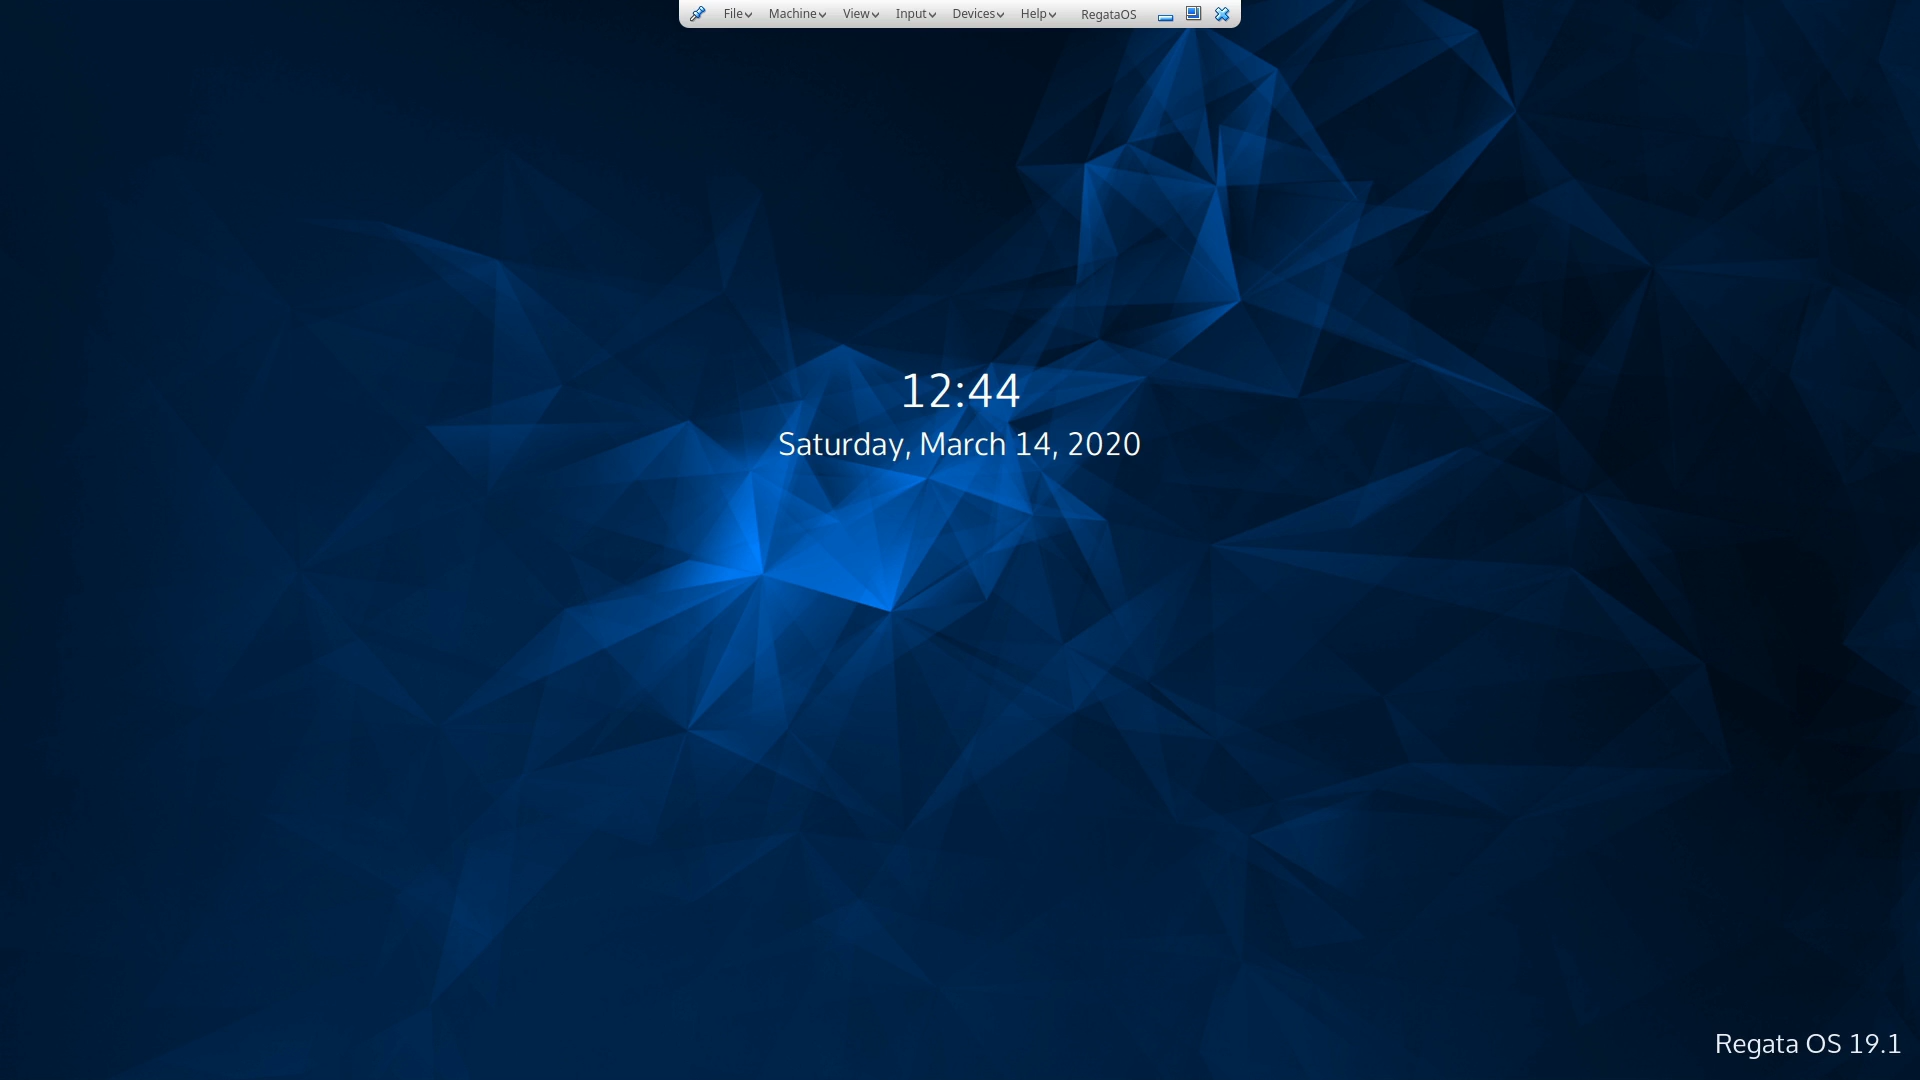 File Machine View Input Devices Help RegataOS
12:44
Saturday, March 14, 2020
Regata OS 19.1